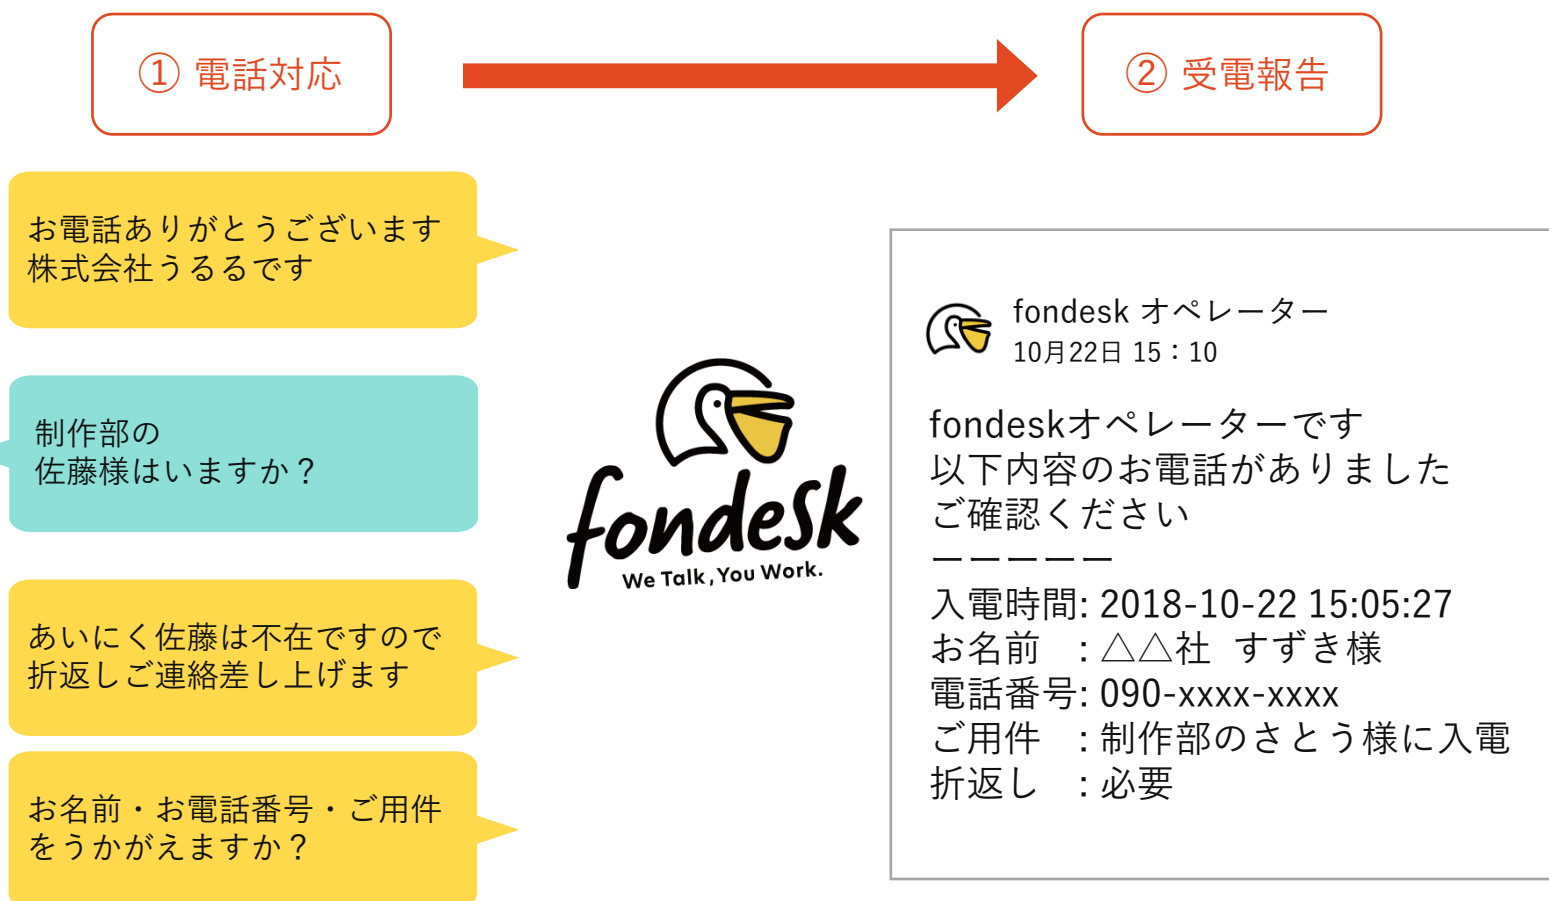 ① 電話対応
② 受電報告
お電話ありがとうございます
株式会社うるるです
制作部の
佐藤様はいますか？
あいにく佐藤は不在ですので
折返しご連絡差し上げます
お名前・お電話番号・ご用件
をうかがえますか？
fondesk
We Talk, You Work.
fondesk オペレーター
10月22日 15：10
fondeskオペレーターです
以下内容のお電話がありました
ご確認ください
ーーーーー
入電時間: 2018-10-22 15:05:27
お名前　: △△社 すずき様
電話番号: 090-xxxx-xxxx
ご用件　: 制作部のさとう様に入電
折返し　: 必要